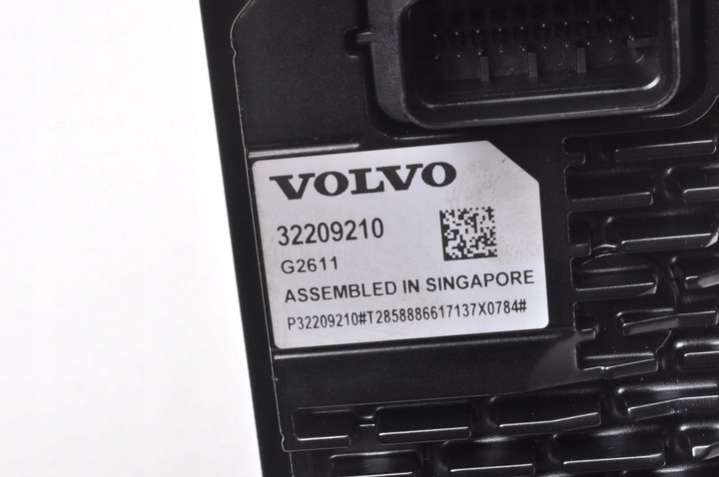 VOLVO
32209210
G2611
ASSEMBLED IN SINGAPORE
P32209210#T2858886617137X0784#